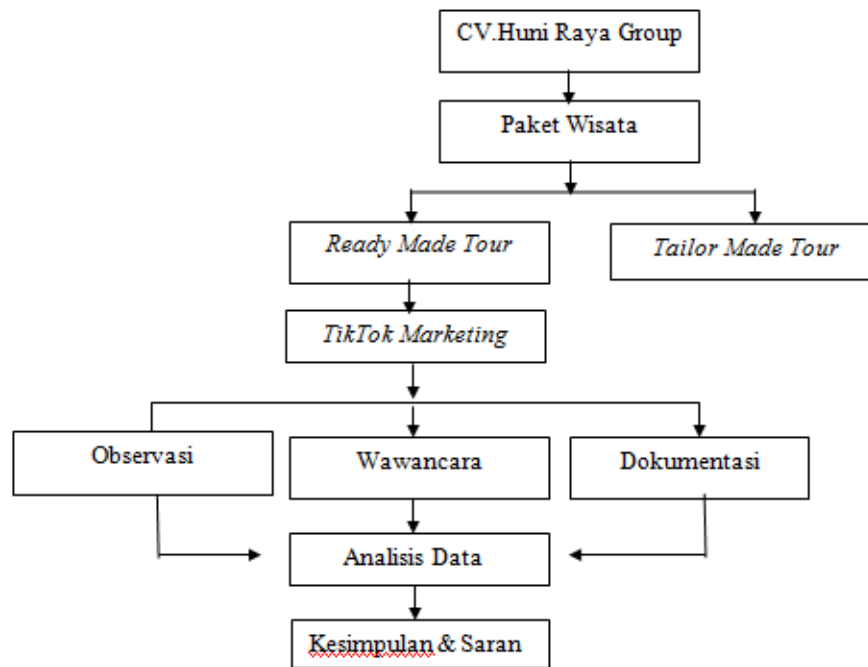 CV.Huni Raya Group
Paket Wisata
Ready Made Tour
Tailor Made Tour
TikTok Marketing
Observasi
Wawancara
Dokumentasi
Analisis Data
Kesimpulan & Saran